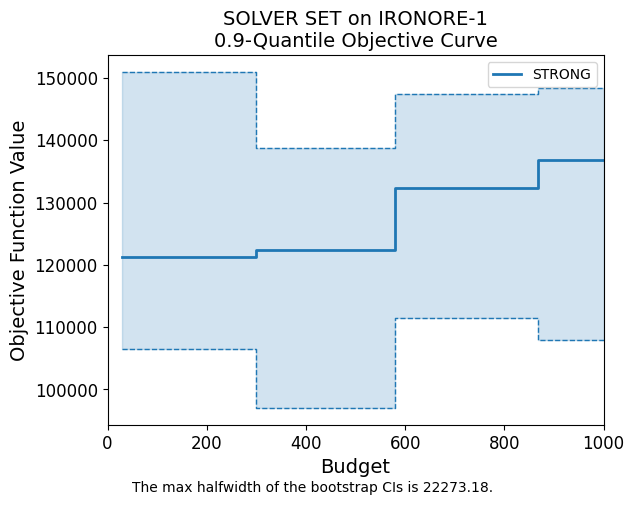 SOLVER SET on IRONORE-1
0.9-Quantile Objective Curve
STRONG
Objective Function Value
150000
140000
130000
120000
110000
100000
0 200 400 600 800 1000
Budget
The max halfwidth of the bootstrap CIs is 22273.18.